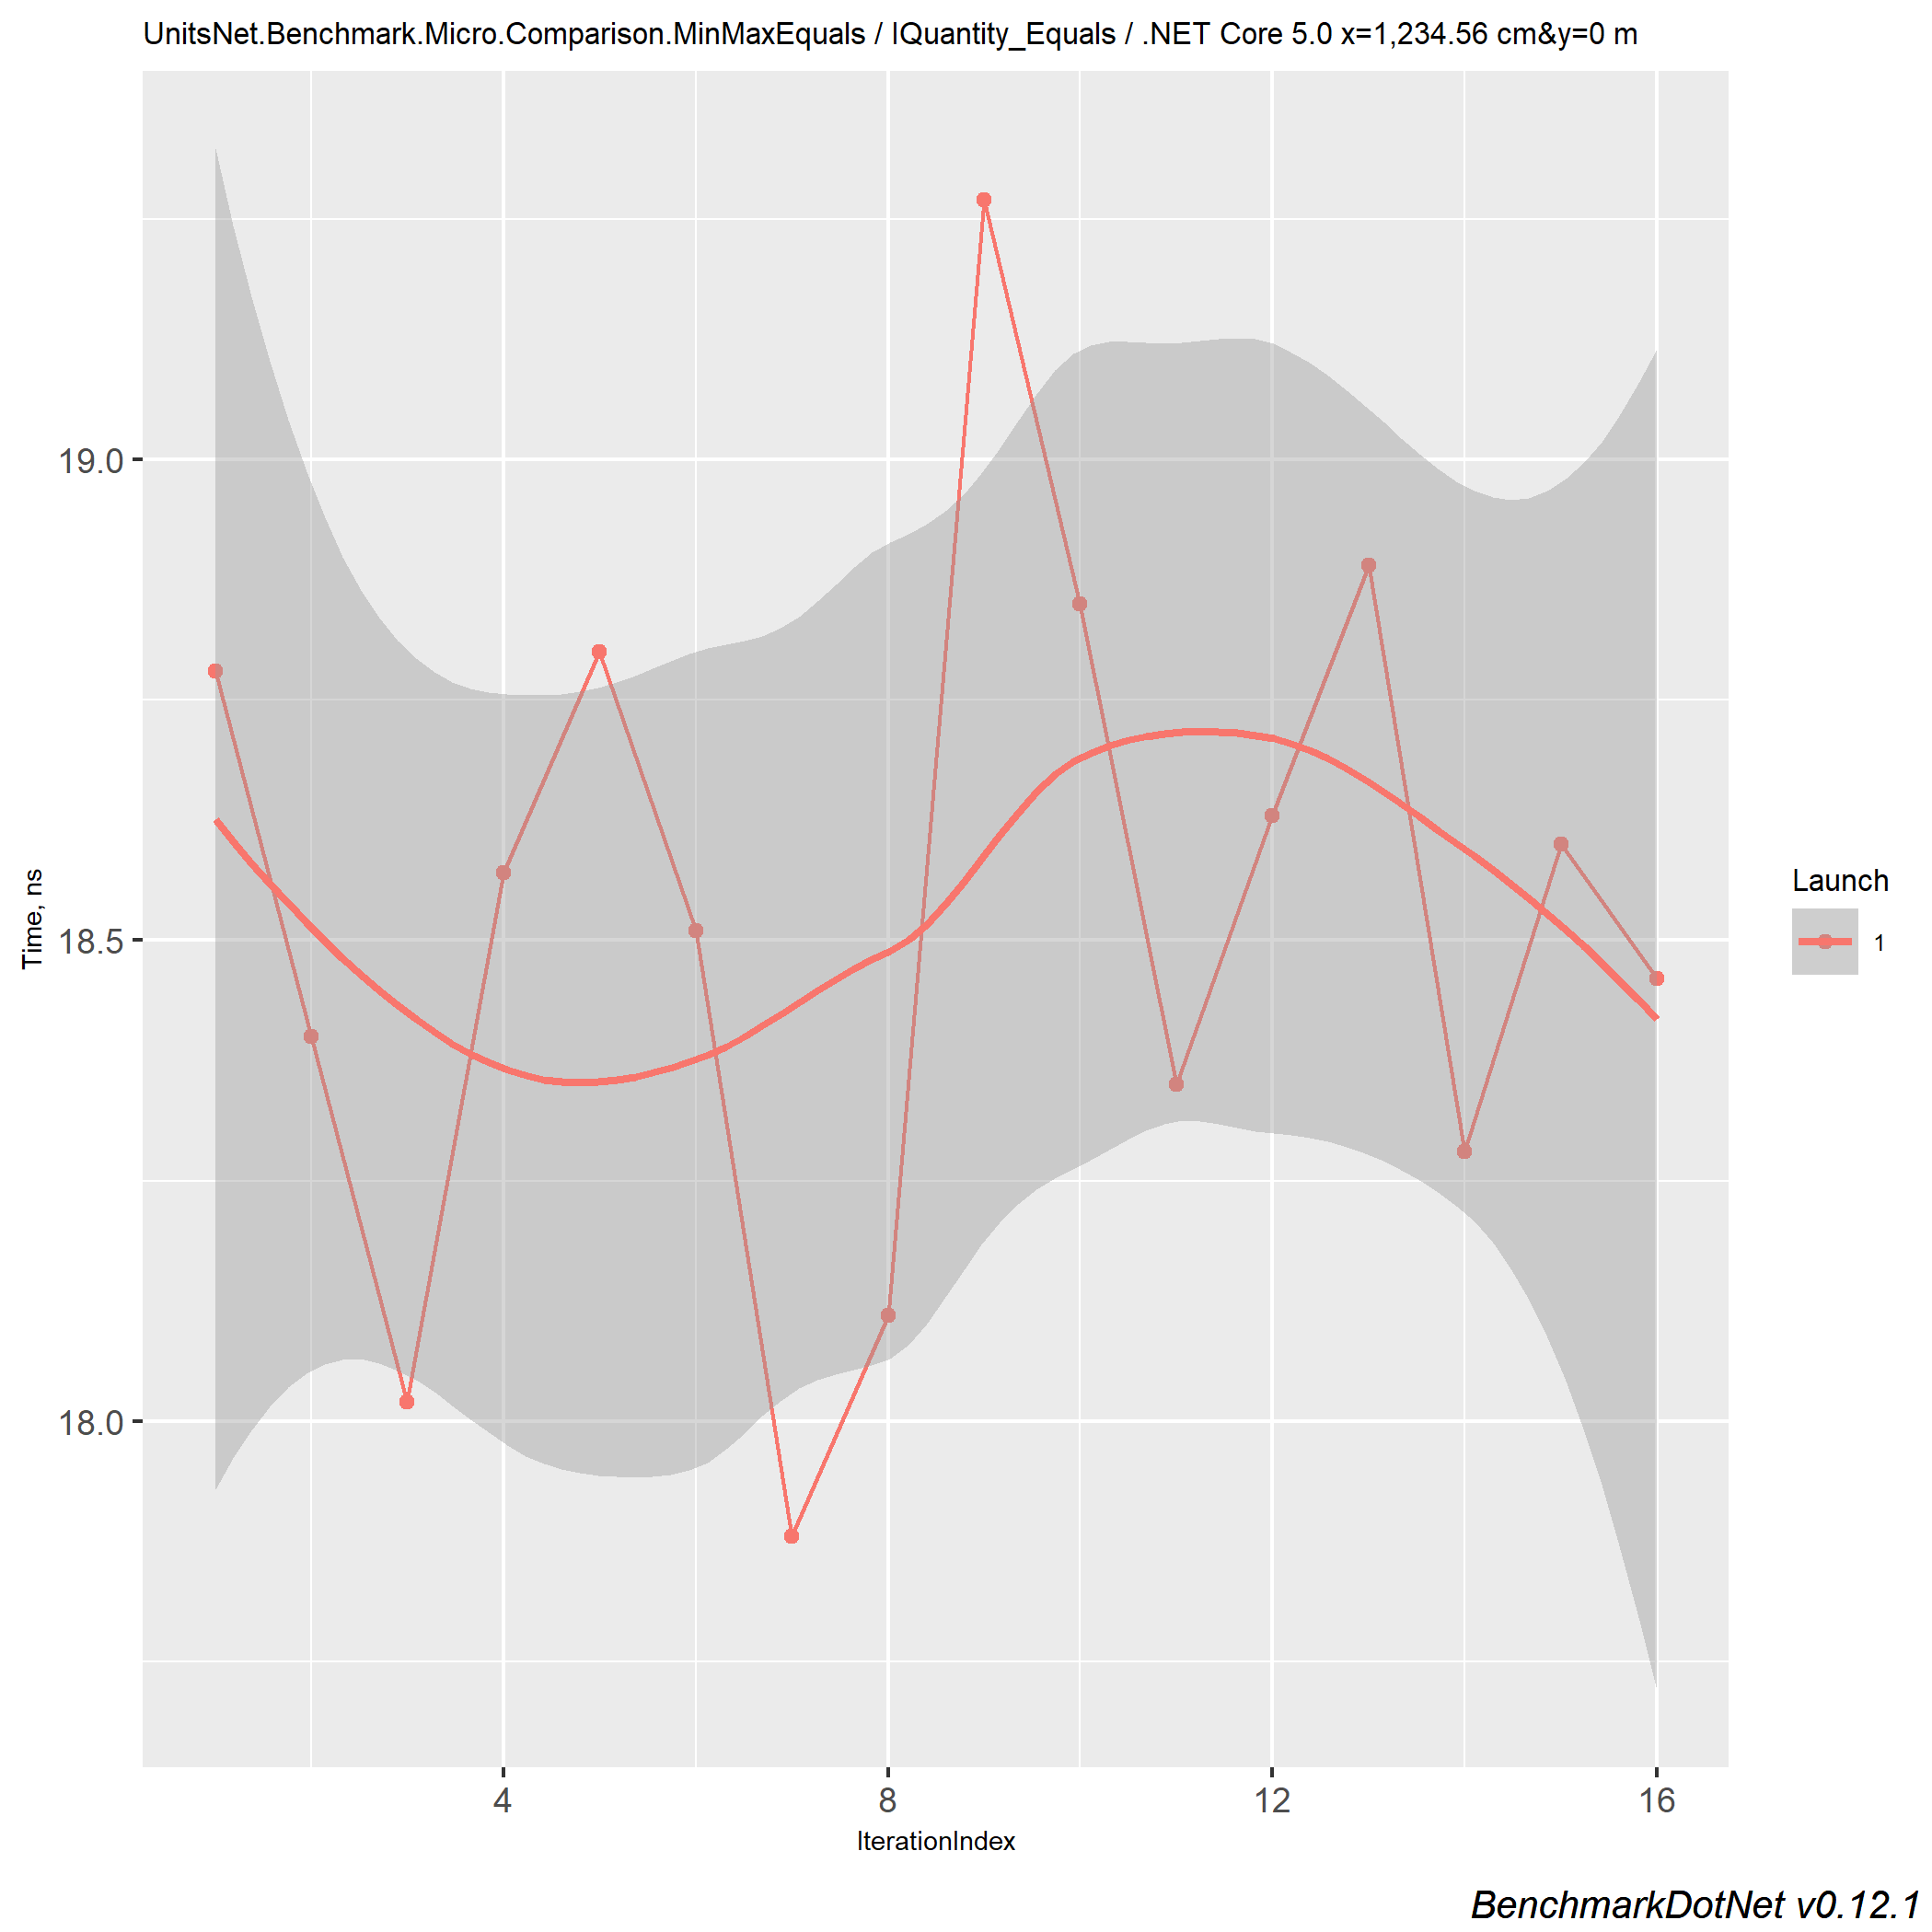 UnitsNet.Benchmark.Micro.Comparison.MinMaxEquals / IQuantity_Equals / .NET Core 5.0 x=1,234.56 cm&y=0 m
19.0
18.5
18.0
Time, ns
4 8 12 16
IterationIndex
Launch
1
BenchmarkDotNet v0.12.1